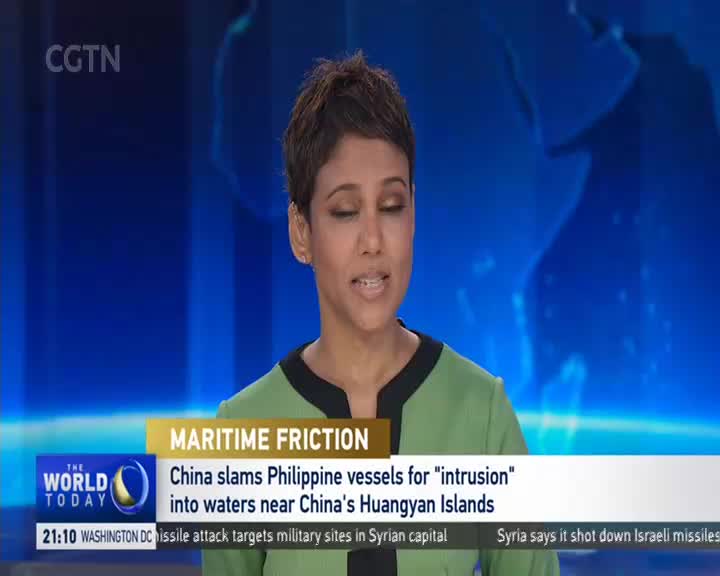 CGTN
MARITIME FRICTION
THE
WORLD
TODAY
China slams Philippine vessels for "intrusion"
into waters near China's Huangyan Islands
21:10 WASHINGTON DC
missile attack targets military sites in Syrian capital Syria says it shot down Israeli missiles